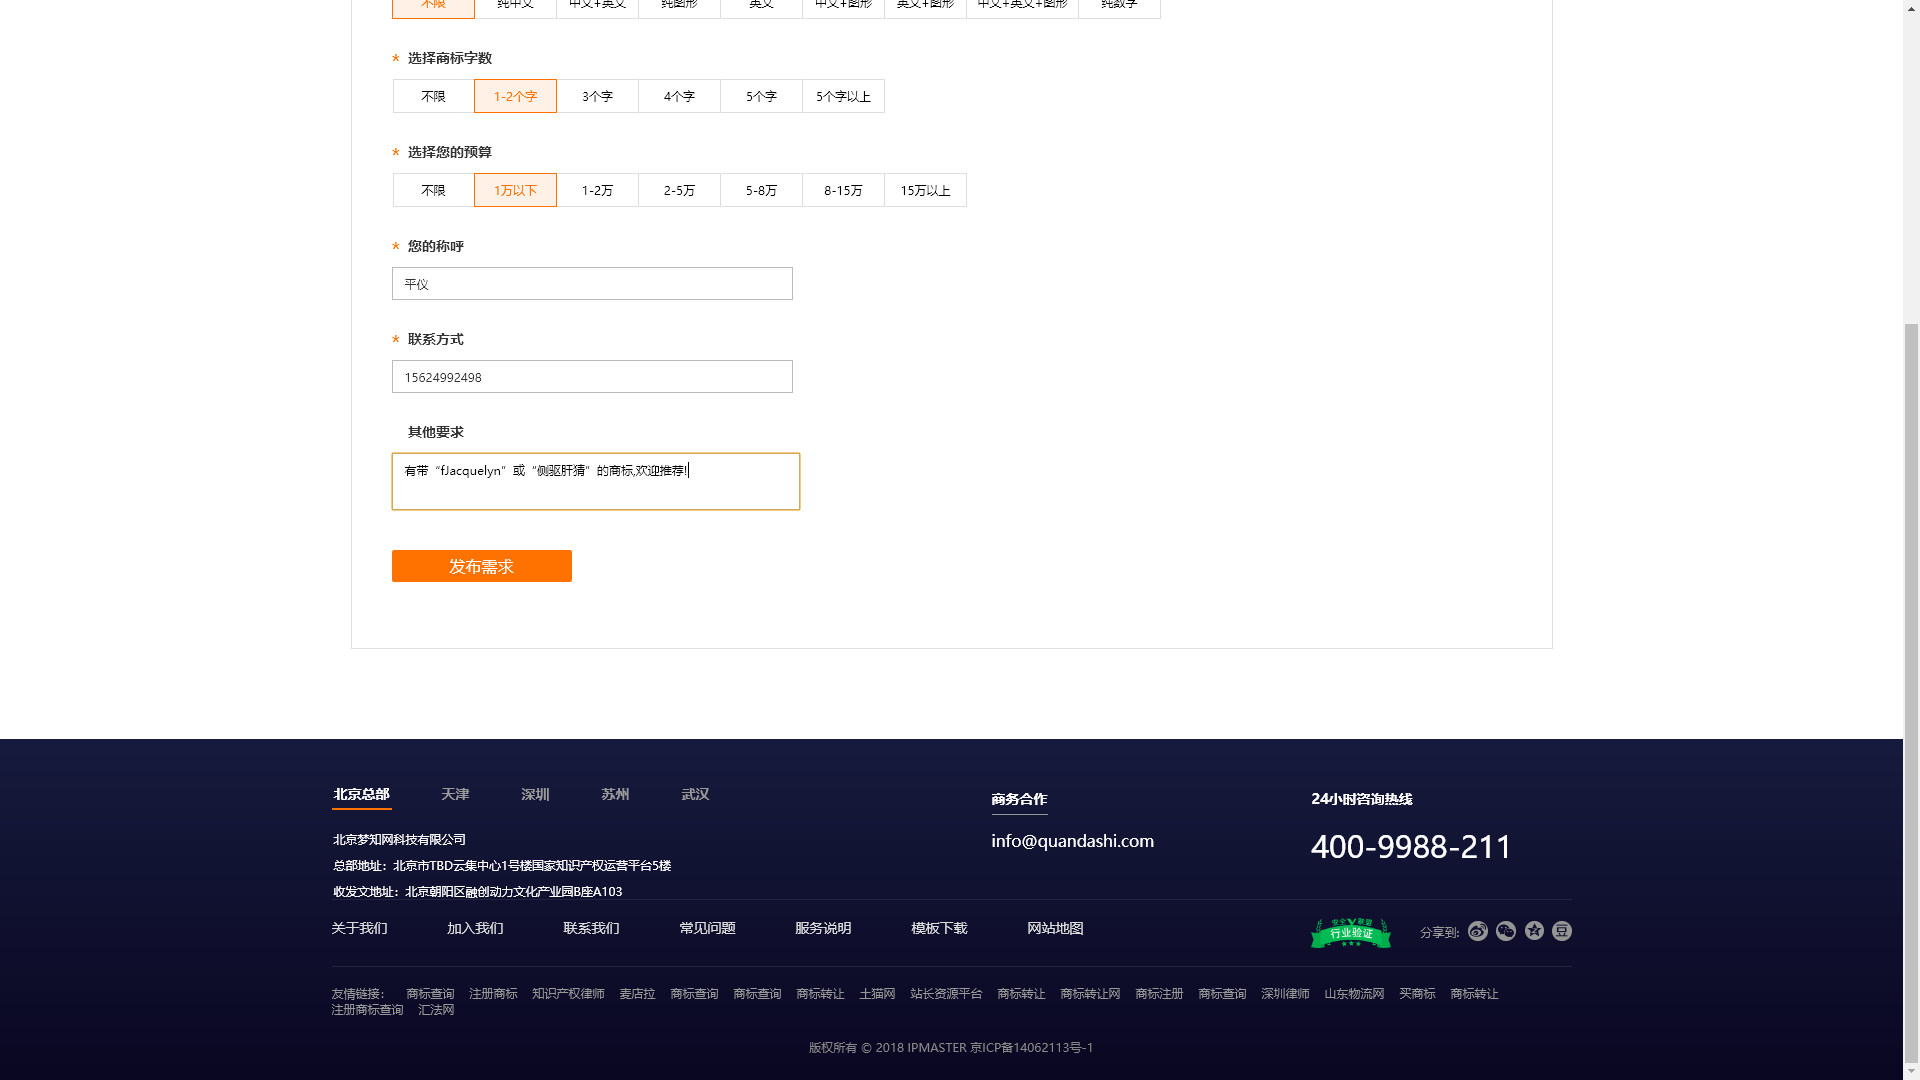 不限 纯中文 中文+英文 纯图形 英文 中文+图形 英文+图形 中文+英文+图形 纯数字
* 选择商标字数
不限 1-2个字 3个字 4个字 5个字 5个字以上
* 选择您的预算
不限 1万以下 1-2万 2-5万 5-8万 8-15万 15万以上
* 您的称呼
平仪
* 联系方式
15624992498
其他要求
有带“fJacquelyn”或“侧驱肝猜”的商标,欢迎推荐!
发布需求
北京总部 天津 深圳 苏州 武汉
北京梦知网科技有限公司
总部地址：北京市TBD云集中心1号楼国家知识产权运营平台5楼
收发文地址：北京朝阳区融创动力文化产业园B座A103
商务合作
info@quandashi.com
24小时咨询热线
400-9988-211
关于我们 加入我们 联系我们 常见问题 服务说明 模板下载 网站地图
安全联盟
行业验证
分享到:
豆
友情链接： 商标查询 注册商标 知识产权律师 麦店拉 商标查询 商标查询 商标转让 土猫网 站长资源平台 商标转让 商标转让网 商标注册 商标查询 深圳律师 山东物流网 买商标 商标转让
注册商标查询 汇法网
版权所有 © 2018 IPMASTER 京ICP备14062113号-1